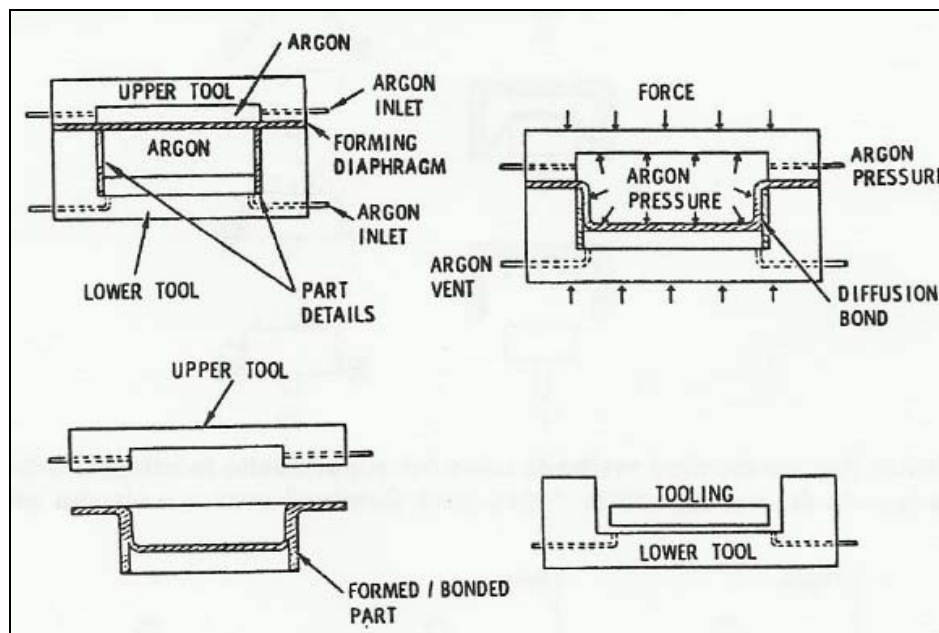 ARGON
UPPER TOOL
ARGON
INLET
FORMING
DIAPHRAGM
ARGON
ARGON
INLET
LOWER TOOL
PART
DETAILS
FORCE
ARGON
PRESSURE
ARGON
PRESSURE
ARGON
VENT
DIFFUSION
BOND
UPPER TOOL
FORMED / BONDED
PART
TOOLING
LOWER TOOL